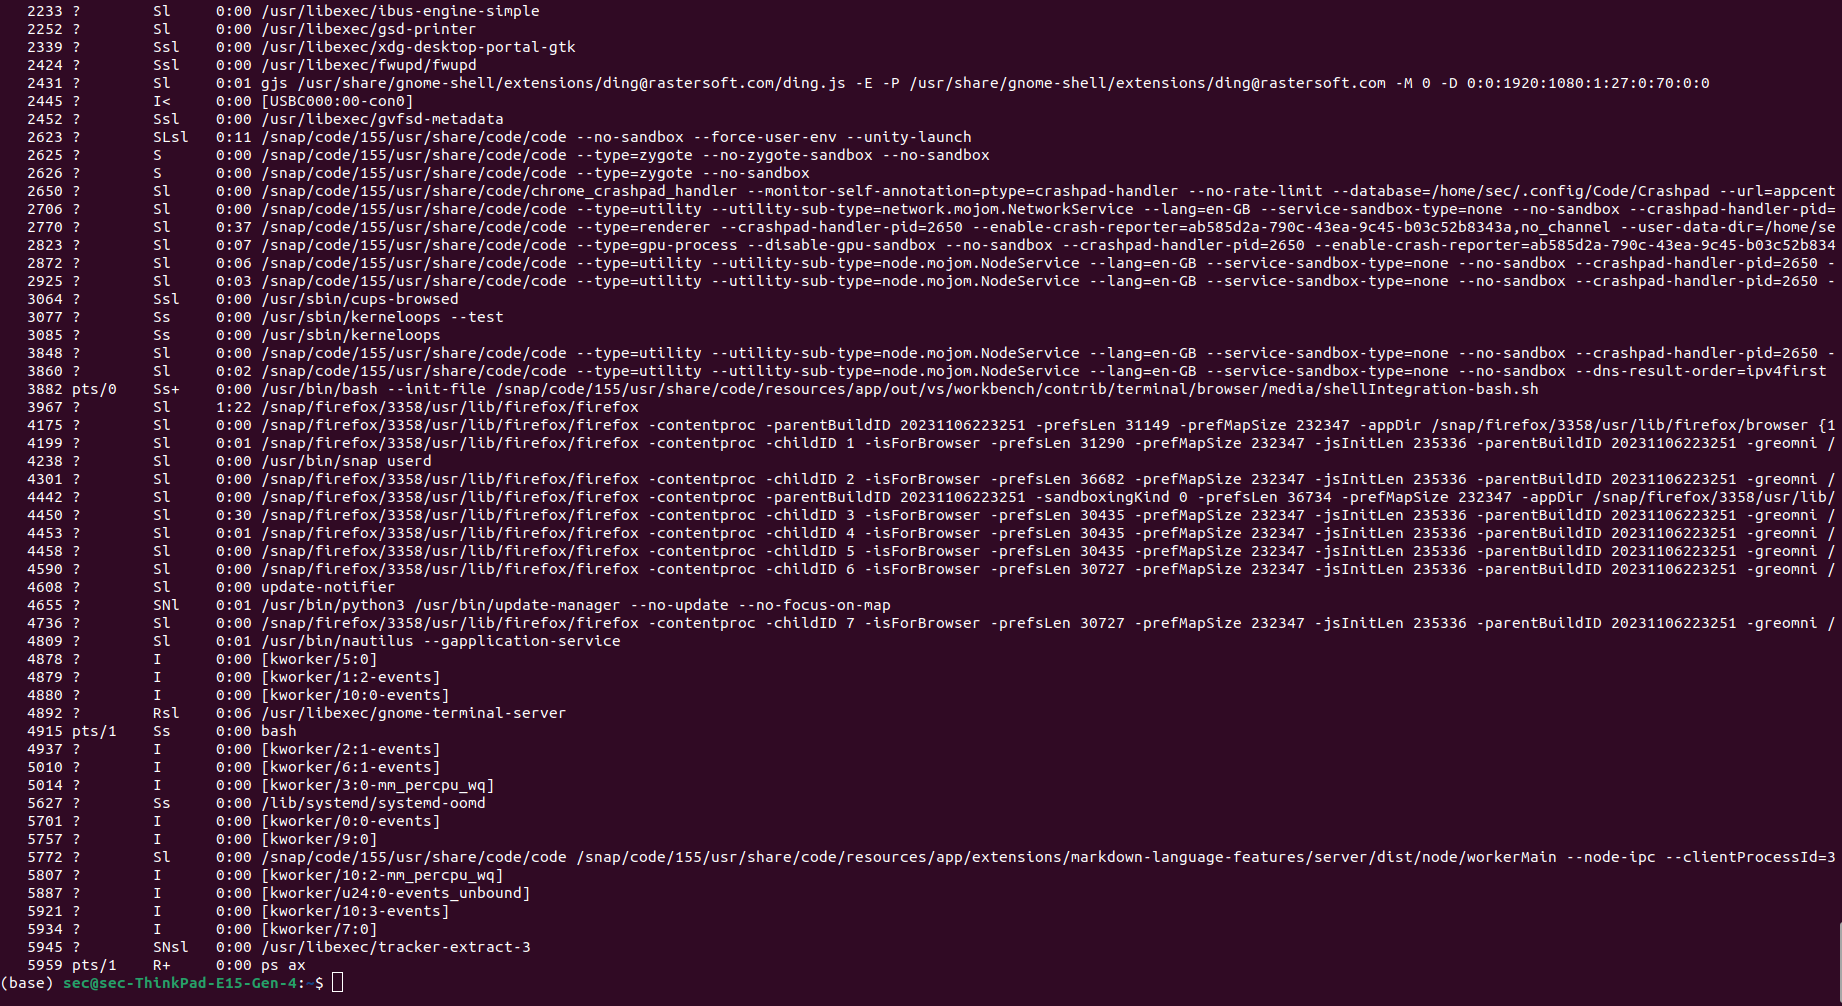 2233 ?        Sl     0:00 /usr/libexec/ibus-engine-simple
2252 ?        Sl     0:00 /usr/libexec/gsd-printer
2339 ?        Ssl    0:00 /usr/libexec/xdg-desktop-portal-gtk
2424 ?        Ssl    0:00 /usr/libexec/fwupd/fwupd
2431 ?        Sl     0:01 gjs /usr/share/gnome-shell/extensions/ding@rastersoft.com/ding.js -E -P /usr/share/gnome-shell/extensions/ding@rastersoft.com -M 0 -D 0:0:1920:1080:1:27:0:70:0:0
2445 ?        I<     0:00 [USBC000:00-con0]
2452 ?        Ssl    0:00 /usr/libexec/gvfsd-metadata
2623 ?        SLsl   0:11 /snap/code/155/usr/share/code/code --no-sandbox --force-user-env --unity-launch
2625 ?        S      0:00 /snap/code/155/usr/share/code/code --type=zygote --no-zygote-sandbox --no-sandbox
2626 ?        S      0:00 /snap/code/155/usr/share/code/code --type=zygote --no-sandbox
2650 ?        Sl     0:00 /snap/code/155/usr/share/code/chrome_crashpad_handler --monitor-self-annotation=ptype=crashpad-handler --no-rate-limit --database=/home/sec/.config/Code/Crashpad --url=appcent
2706 ?        Sl     0:00 /snap/code/155/usr/share/code/code --type=utility --utility-sub-type=network.mojom.NetworkService --lang=en-GB --service-sandbox-type=none --no-sandbox --crashpad-handler-pid=
2770 ?        Sl     0:37 /snap/code/155/usr/share/code/code --type=renderer --crashpad-handler-pid=2650 --enable-crash-reporter=ab585d2a-790c-43ea-9c45-b03c52b8343a,no_channel --user-data-dir=/home/se
2823 ?        Sl     0:07 /snap/code/155/usr/share/code/code --type=gpu-process --disable-gpu-sandbox --no-sandbox --crashpad-handler-pid=2650 --enable-crash-reporter=ab585d2a-790c-43ea-9c45-b03c52b834
2872 ?        Sl     0:06 /snap/code/155/usr/share/code/code --type=utility --utility-sub-type=node.mojom.NodeService --lang=en-GB --service-sandbox-type=none --no-sandbox --crashpad-handler-pid=2650 -
2925 ?        Sl     0:03 /snap/code/155/usr/share/code/code --type=utility --utility-sub-type=node.mojom.NodeService --lang=en-GB --service-sandbox-type=none --no-sandbox --crashpad-handler-pid=2650 -
3064 ?        Ssl    0:00 /usr/sbin/cups-browsed
3077 ?        Ss     0:00 /usr/sbin/kerneloops --test
3085 ?        Ss     0:00 /usr/sbin/kerneloops
3848 ?        Sl     0:00 /snap/code/155/usr/share/code/code --type=utility --utility-sub-type=node.mojom.NodeService --lang=en-GB --service-sandbox-type=none --no-sandbox --crashpad-handler-pid=2650 -
3860 ?        Sl     0:02 /snap/code/155/usr/share/code/code --type=utility --utility-sub-type=node.mojom.NodeService --lang=en-GB --service-sandbox-type=none --no-sandbox --dns-result-order=ipv4first
3882 pts/0    Ss+    0:00 /usr/bin/bash --init-file /snap/code/155/usr/share/code/resources/app/out/vs/workbench/contrib/terminal/browser/media/shellIntegration-bash.sh
3967 ?        Sl     1:22 /snap/firefox/3358/usr/lib/firefox/firefox
4175 ?        Sl     0:00 /snap/firefox/3358/usr/lib/firefox/firefox -contentproc -parentBuildID 20231106223251 -prefsLen 31149 -prefMapSize 232347 -appDir /snap/firefox/3358/usr/lib/firefox/browser {1
4199 ?        Sl     0:01 /snap/firefox/3358/usr/lib/firefox/firefox -contentproc -childID 1 -isForBrowser -prefsLen 31290 -prefMapSize 232347 -jsInitLen 235336 -parentBuildID 20231106223251 -greomni /
4238 ?        Sl     0:00 /usr/bin/snap userd
4301 ?        Sl     0:00 /snap/firefox/3358/usr/lib/firefox/firefox -contentproc -childID 2 -isForBrowser -prefsLen 36682 -prefMapSize 232347 -jsInitLen 235336 -parentBuildID 20231106223251 -greomni /
4442 ?        Sl     0:00 /snap/firefox/3358/usr/lib/firefox/firefox -contentproc -parentBuildID 20231106223251 -sandboxingKind 0 -prefsLen 36734 -prefMapSize 232347 -appDir /snap/firefox/3358/usr/lib/
4450 ?        Sl     0:30 /snap/firefox/3358/usr/lib/firefox/firefox -contentproc -childID 3 -isForBrowser -prefsLen 30435 -prefMapSize 232347 -jsInitLen 235336 -parentBuildID 20231106223251 -greomni /
4453 ?        Sl     0:01 /snap/firefox/3358/usr/lib/firefox/firefox -contentproc -childID 4 -isForBrowser -prefsLen 30435 -prefMapSize 232347 -jsInitLen 235336 -parentBuildID 20231106223251 -greomni /
4458 ?        Sl     0:00 /snap/firefox/3358/usr/lib/firefox/firefox -contentproc -childID 5 -isForBrowser -prefsLen 30435 -prefMapSize 232347 -jsInitLen 235336 -parentBuildID 20231106223251 -greomni /
4590 ?        Sl     0:00 /snap/firefox/3358/usr/lib/firefox/firefox -contentproc -childID 6 -isForBrowser -prefsLen 30727 -prefMapSize 232347 -jsInitLen 235336 -parentBuildID 20231106223251 -greomni /
4608 ?        Sl     0:00 update-notifier
4655 ?        SNl    0:01 /usr/bin/python3 /usr/bin/update-manager --no-update --no-focus-on-map
4736 ?        Sl     0:00 /snap/firefox/3358/usr/lib/firefox/firefox -contentproc -childID 7 -isForBrowser -prefsLen 30727 -prefMapSize 232347 -jsInitLen 235336 -parentBuildID 20231106223251 -greomni /
4809 ?        Sl     0:01 /usr/bin/nautilus --gapplication-service
4878 ?        I      0:00 [kworker/5:0]
4879 ?        I      0:00 [kworker/1:2-events]
4880 ?        I      0:00 [kworker/10:0-events]
4892 ?        Rsl    0:06 /usr/libexec/gnome-terminal-server
4915 pts/1    Ss     0:00 bash
4937 ?        I      0:00 [kworker/2:1-events]
5010 ?        I      0:00 [kworker/6:1-events]
5014 ?        I      0:00 [kworker/3:0-mm_percpu_wq]
5627 ?        Ss     0:00 /lib/systemd/systemd-oomd
5701 ?        I      0:00 [kworker/0:0-events]
5757 ?        I      0:00 [kworker/9:0]
5772 ?        Sl     0:00 /snap/code/155/usr/share/code/code /snap/code/155/usr/share/code/resources/app/extensions/markdown-language-features/server/dist/node/workerMain --node-ipc --clientProcessId=3
5807 ?        I      0:00 [kworker/10:2-mm_percpu_wq]
5887 ?        I      0:00 [kworker/u24:0-events_unbound]
5921 ?        I      0:00 [kworker/10:3-events]
5934 ?        I      0:00 [kworker/7:0]
5945 ?        SNsl   0:00 /usr/libexec/tracker-extract-3
5959 pts/1    R+     0:00 ps ax
(base) sec@sec-ThinkPad-E15-Gen-4:~$